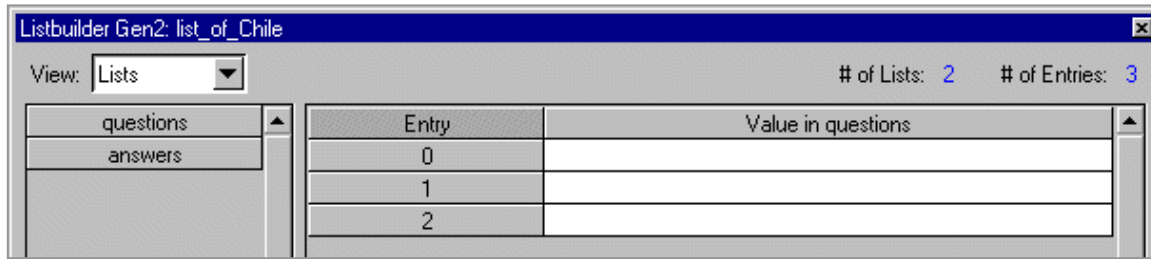 Listbuilder Gen2: list_of_Chile
View: Lists # of Lists: 2 # of Entries: 3
questions Entry Value in questions
answers 0
1
2